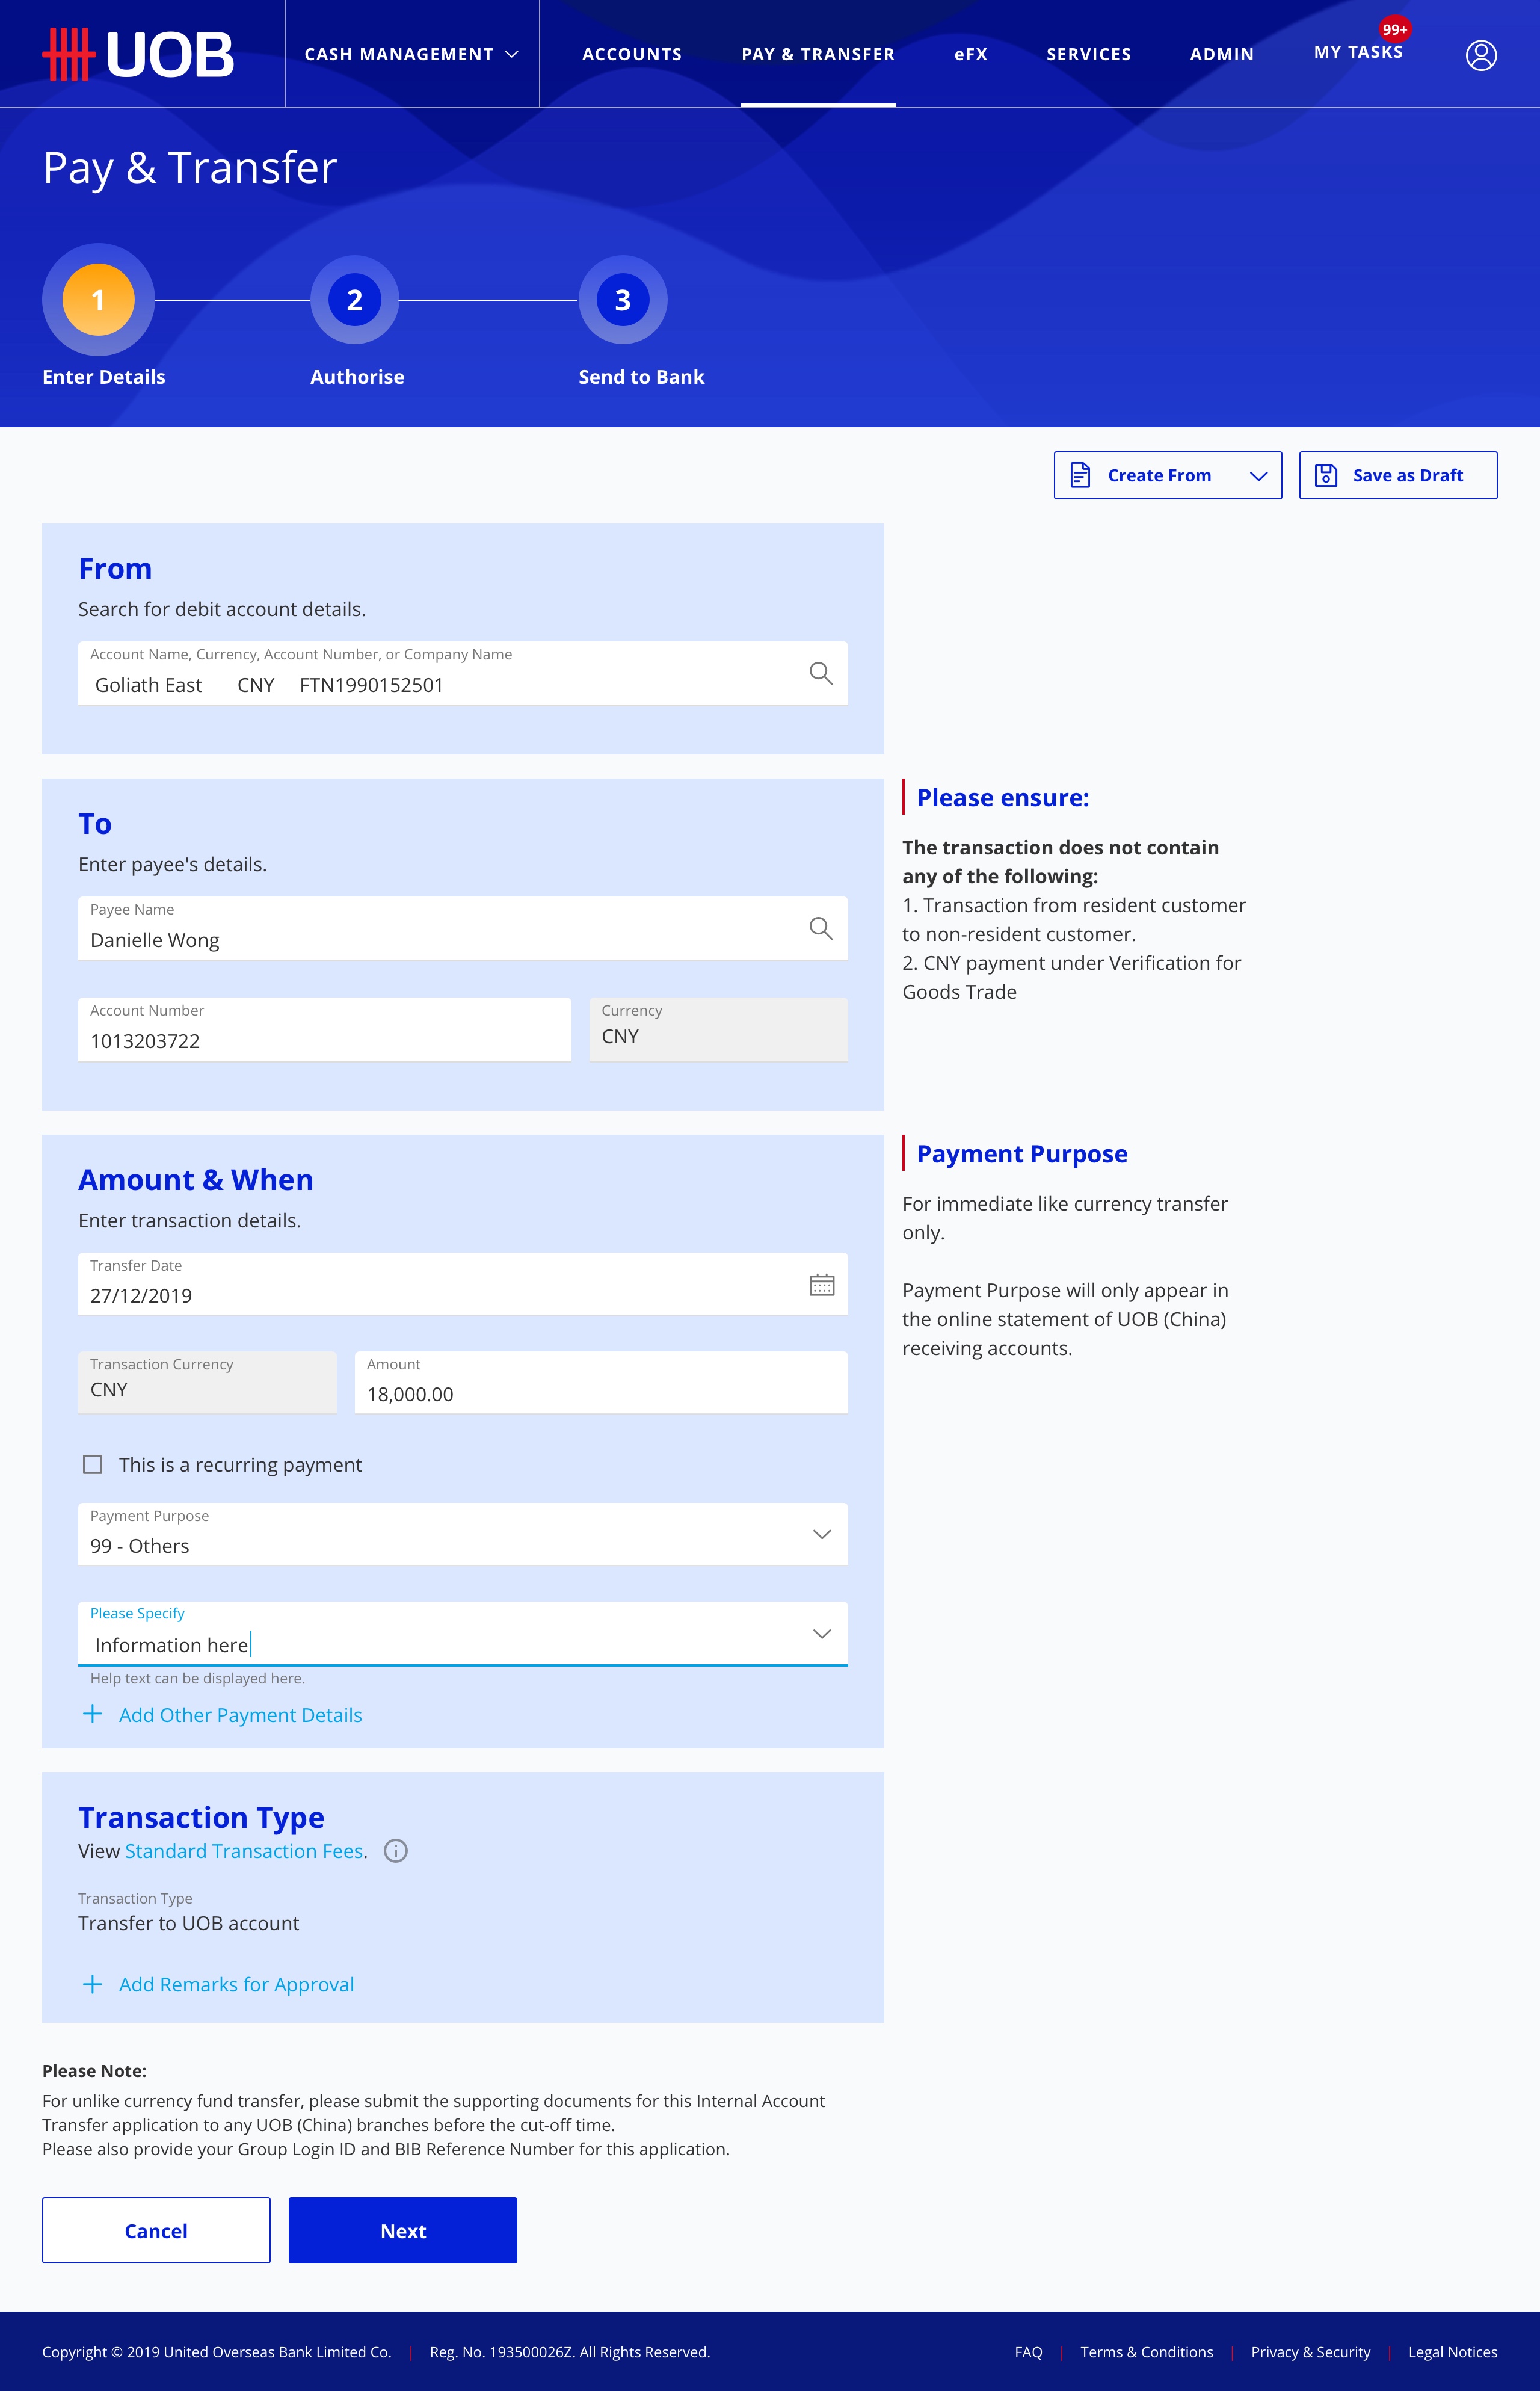 UOB
CASH MANAGEMENT
ACCOUNTS
PAY & TRANSFER
eFX
SERVICES
ADMIN
MY TASKS
99+
Pay & Transfer
1
2
3
Enter Details
Authorise
Send to Bank
Create From
Save as Draft
From
Search for debit account details.
Account Name, Currency, Account Number, or Company Name
Goliath East CNY FTN1990152501
To
Enter payee's details.
Payee Name
Danielle Wong
Account Number
1013203722
Currency
CNY
Please ensure:
The transaction does not contain
any of the following:
1. Transaction from resident customer
to non-resident customer.
2. CNY payment under Verification for
Goods Trade
Amount & When
Enter transaction details.
Transfer Date
27/12/2019
Transaction Currency
CNY
Amount
18,000.00
This is a recurring payment
Payment Purpose
99 - Others
Please Specify
Information here
Help text can be displayed here.
Add Other Payment Details
Payment Purpose
For immediate like currency transfer
only.
Payment Purpose will only appear in
the online statement of UOB (China)
receiving accounts.
Transaction Type
View Standard Transaction Fees.
Transaction Type
Transfer to UOB account
Add Remarks for Approval
Please Note:
For unlike currency fund transfer, please submit the supporting documents for this Internal Account
Transfer application to any UOB (China) branches before the cut-off time.
Please also provide your Group Login ID and BIB Reference Number for this application.
Cancel
Next
Copyright © 2019 United Overseas Bank Limited Co. | Reg. No. 193500026Z. All Rights Reserved.
FAQ | Terms & Conditions | Privacy & Security | Legal Notices